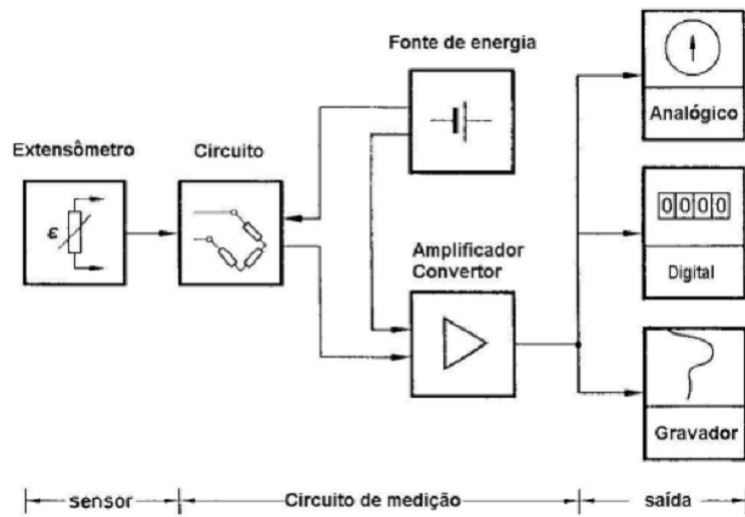 Fonte de energia
Analógico
Extensômetro
Circuito
ε
0000
Amplificador
Convertor
Digital
Gravador
sensor
Circuito de medição
saída